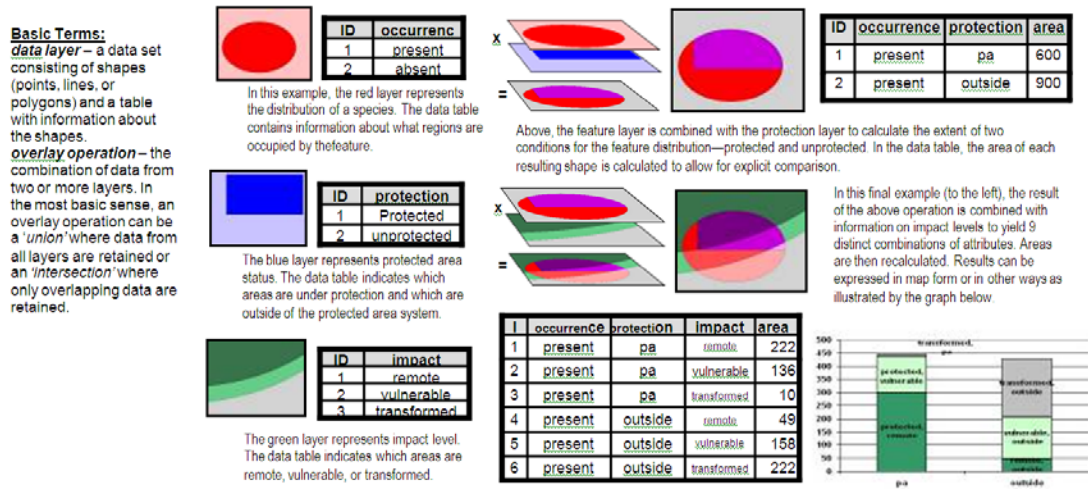 Basic Terms:
data layer – a data set
consisting of shapes
(points, lines, or
polygons) and a table
with information about
the shapes.
overlay operation – the
combination of data from
two or more layers. In
the most basic sense, an
overlay operation can be
a 'union' where data from
all layers are retained or
an 'intersection' where
only overlapping data are
retained.
ID occurrenc
1 present
2 absent
In this example, the red layer represents
the distribution of a species. The data table
contains information about what regions are
occupied by thefeature.
ID protection
1 Protected
2 unprotected
The blue layer represents protected area
status. The data table indicates which
areas are under protection and which are
outside of the protected area system.
ID impact
1 remote
2 vulnerable
3 transformed
The green layer represents impact level.
The data table indicates which areas are
remote, vulnerable, or transformed.
x
=
ID occurrence protection area
1 present pa 600
2 present outside 900
Above, the feature layer is combined with the protection layer to calculate the extent of two
conditions for the feature distribution—protected and unprotected. In the data table, the area of each
resulting shape is calculated to allow for explicit comparison.
x
=
In this final example (to the left), the result
of the above operation is combined with
information on impact levels to yield 9
distinct combinations of attributes. Areas
are then recalculated. Results can be
expressed in map form or in other ways as
illustrated by the graph below.
I occurrence protection impact area
1 present pa remote 222
2 present pa vulnerable 136
3 present pa transformed 10
4 present outside remote 49
5 present outside vulnerable 158
6 present outside transformed 222
500
450
400
350
300
250
200
150
100
50
0
transformed,
pa
protected,
vulnerable
protected,
remote
transformed,
outside
vulnerable,
outside
remote,
outside
pa
outside